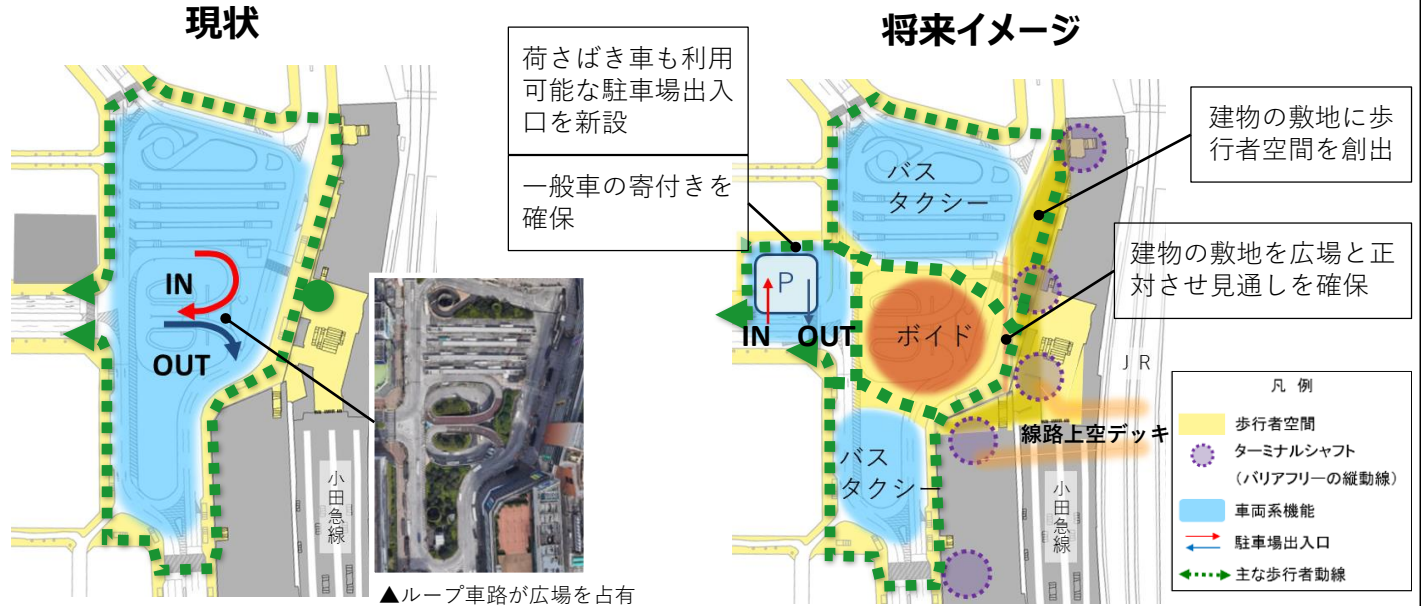 現状
将来イメージ
荷さばき車も利用
可能な駐車場出入
口を新設
一般車の寄付きを
確保
建物の敷地に歩
行者空間を創出
建物の敷地を広場と正
対させ見通しを確保
IN
OUT
小田急線
▲ループ車路が広場を占有
バス
タクシー
P
IN OUT
ボイド
バス
タクシー
線路上空デッキ
JR
小田急線
凡例
歩行者空間
ターミナルシャフト
(バリアフリーの縦動線)
車両系機能
駐車場出入口
主な歩行者動線